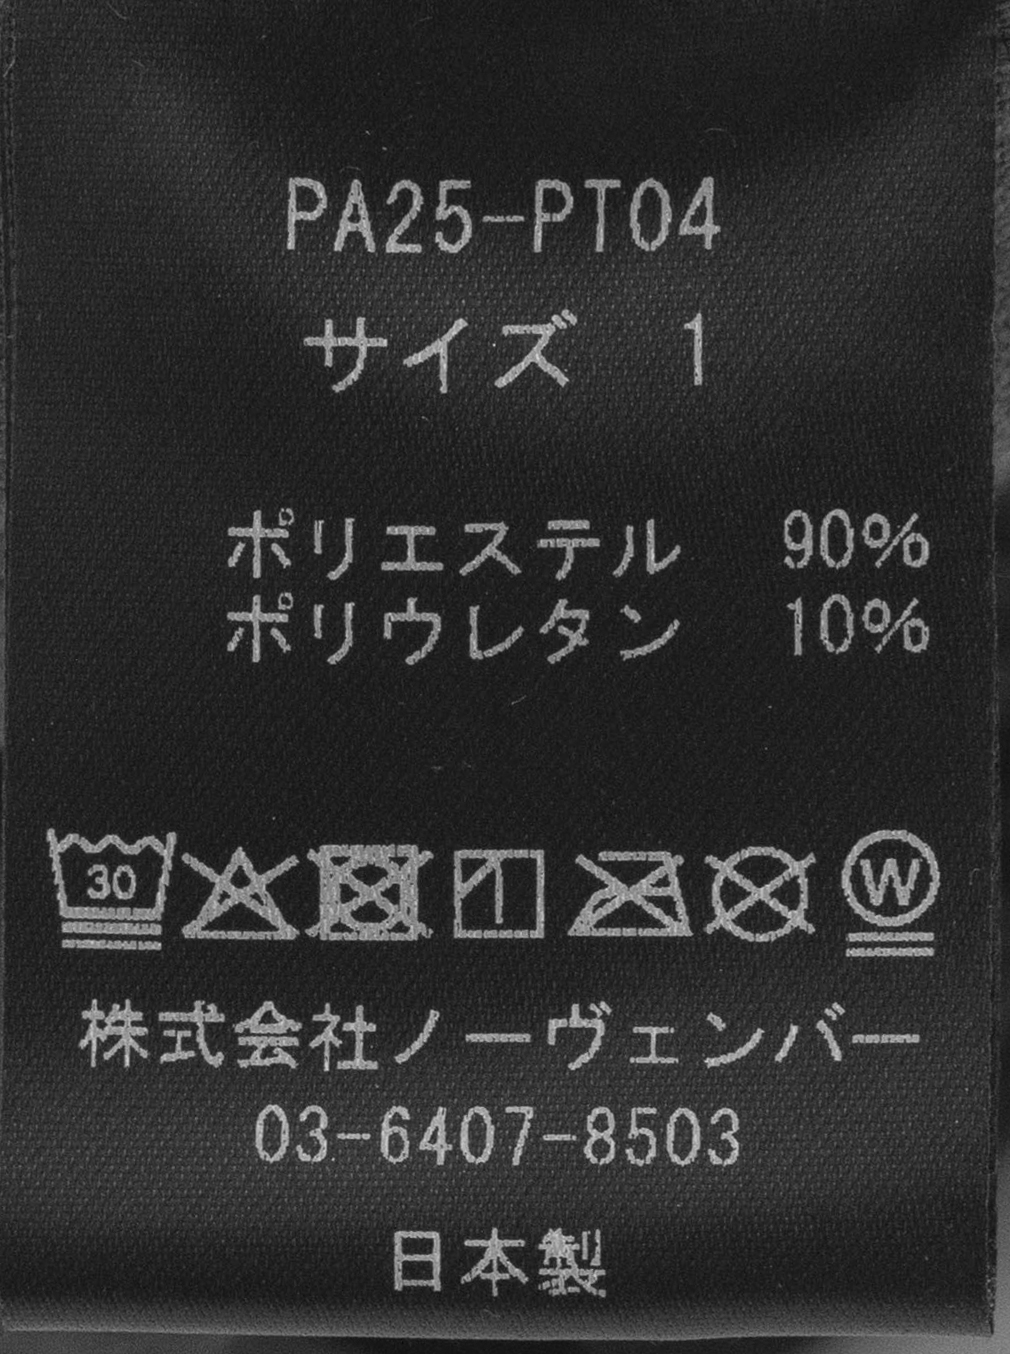 PA25-PT04
サイズ 1
ポリエステル 90%
ポリウレタン 10%
30 W
株式会社ノーヴェンバー
03-6407-8503
日本製